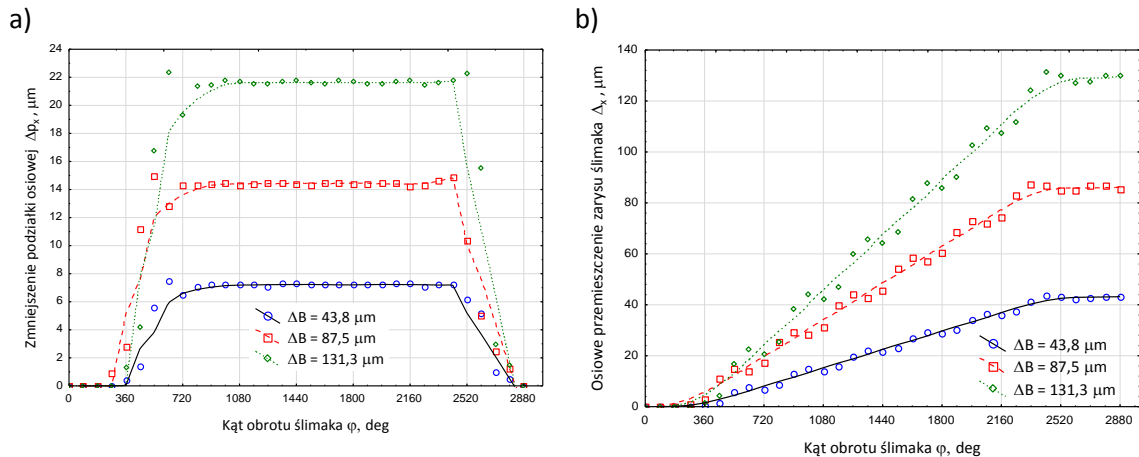 a)
Zmniejszenie podziałki osiowej Δpₓ , μm
24
22
20
18
16
14
12
10
8
6
4
2
0
0 360 720 1080 1440 1800 2160 2520 2880
ΔB = 43,8 μm
ΔB = 87,5 μm
ΔB = 131,3 μm
Kąt obrotu ślimaka φ, deg
b)
Osiowe przemieszczenie zarysu ślimaka Δₓ , μm
140
120
100
80
60
40
20
0
0 360 720 1080 1440 1800 2160 2520 2880
ΔB = 43,8 μm
ΔB = 87,5 μm
ΔB = 131,3 μm
Kąt obrotu ślimaka φ, deg